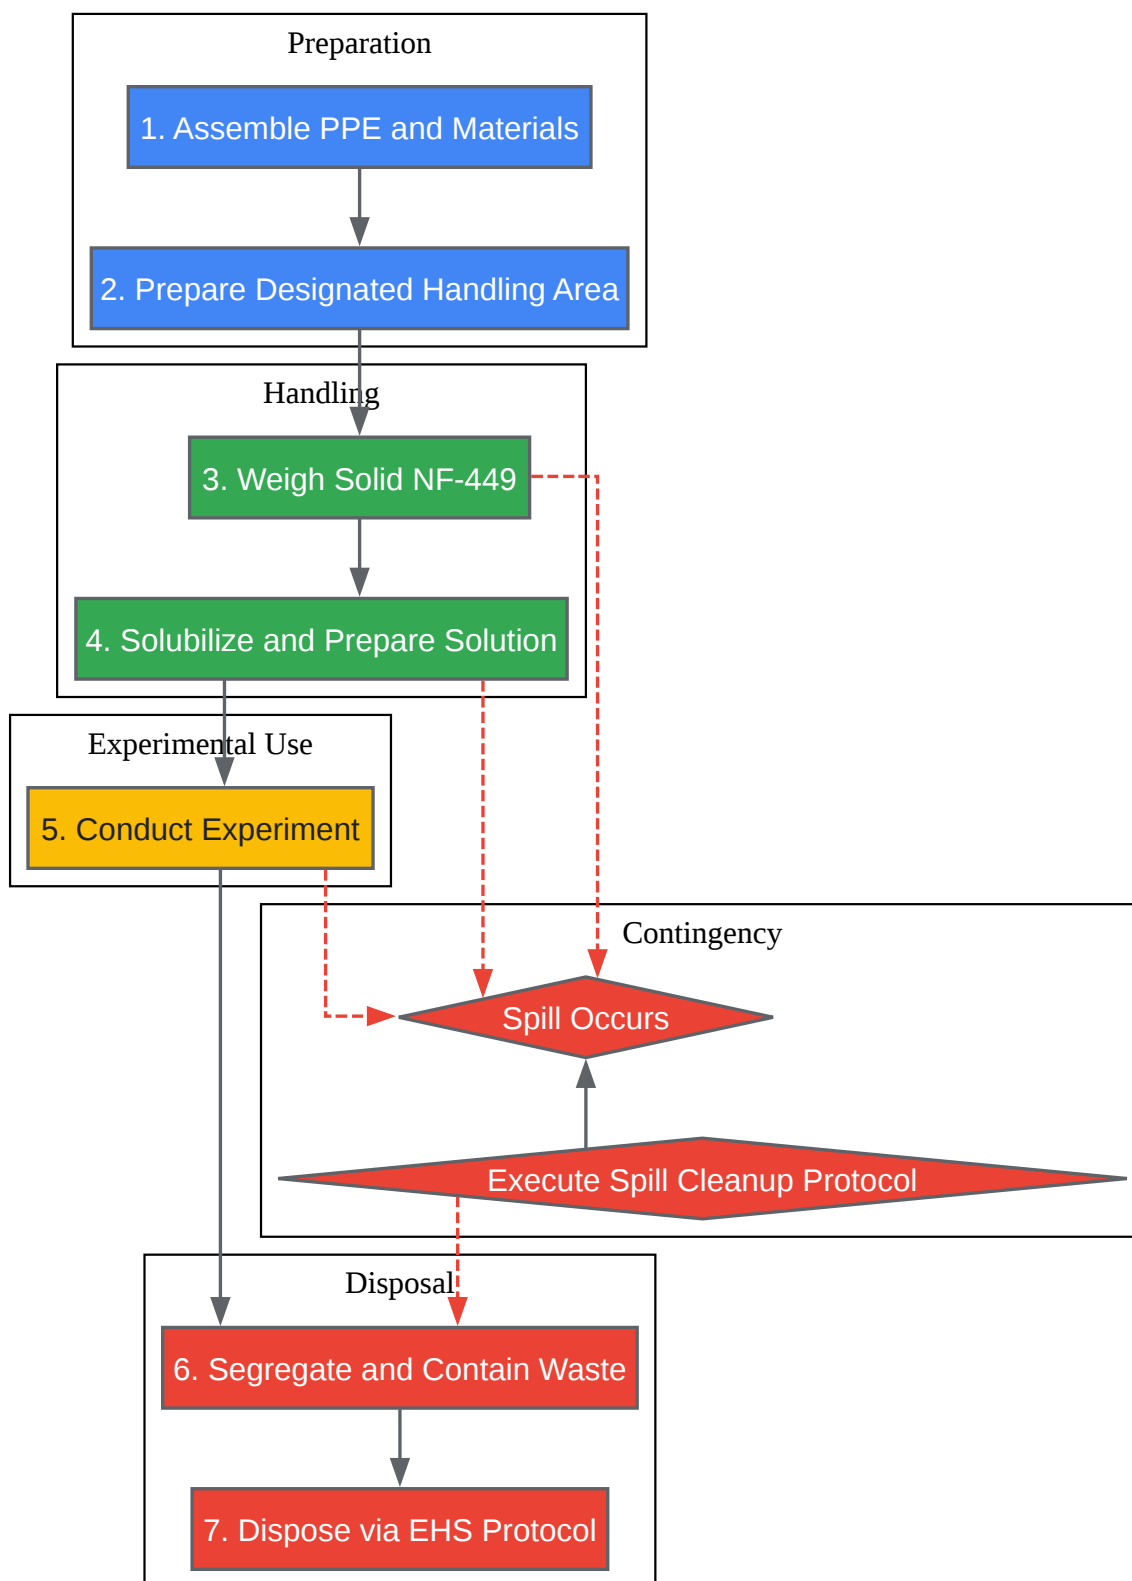 Preparation
1. Assemble PPE and Materials
2. Prepare Designated Handling Area
Handling
3. Weigh Solid NF-449
4. Solubilize and Prepare Solution
Experimental Use
5. Conduct Experiment
Contingency
Spill Occurs
Execute Spill Cleanup Protocol
Disposal
6. Segregate and Contain Waste
7. Dispose via EHS Protocol